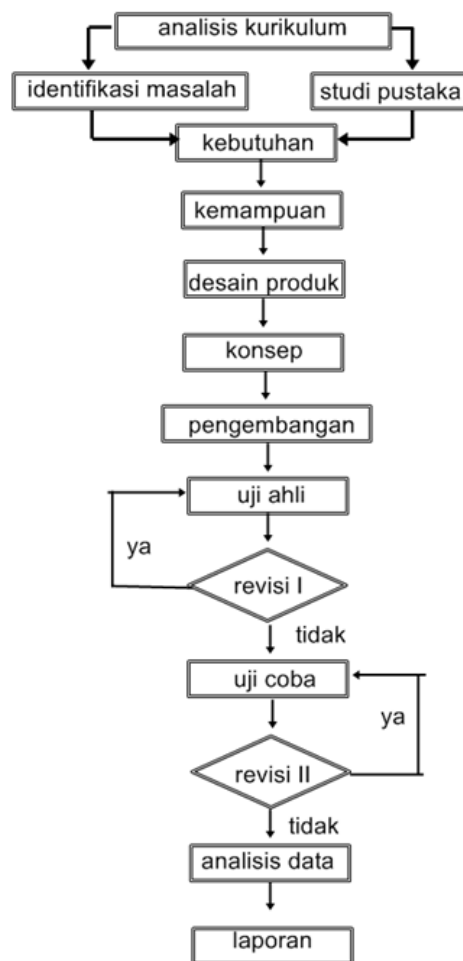 analisis kurikulum
identifikasi masalah
studi pustaka
kebutuhan
kemampuan
desain produk
konsep
pengembangan
uji ahli
ya
revisi I
tidak
uji coba
ya
revisi II
tidak
analisis data
laporan